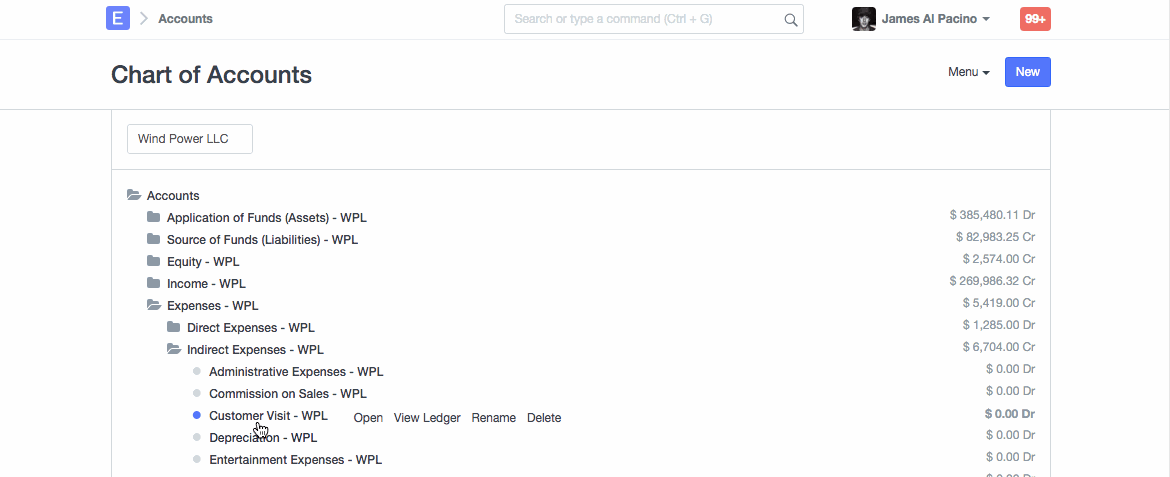 E Accounts Search or type a command (Ctrl + G) James Al Pacino 99+
Chart of Accounts Menu New
Wind Power LLC
Accounts
Application of Funds (Assets) - WPL $ 385,480.11 Dr
Source of Funds (Liabilities) - WPL $ 82,983.25 Cr
Equity - WPL $ 2,574.00 Cr
Income - WPL $ 269,986.32 Cr
Expenses - WPL $ 5,419.00 Cr
Direct Expenses - WPL $ 1,285.00 Dr
Indirect Expenses - WPL $ 6,704.00 Cr
Administrative Expenses - WPL $ 0.00 Dr
Commission on Sales - WPL $ 0.00 Dr
Customer Visit - WPL Open View Ledger Rename Delete $ 0.00 Dr
Depreciation - WPL $ 0.00 Dr
Entertainment Expenses - WPL $ 0.00 Dr